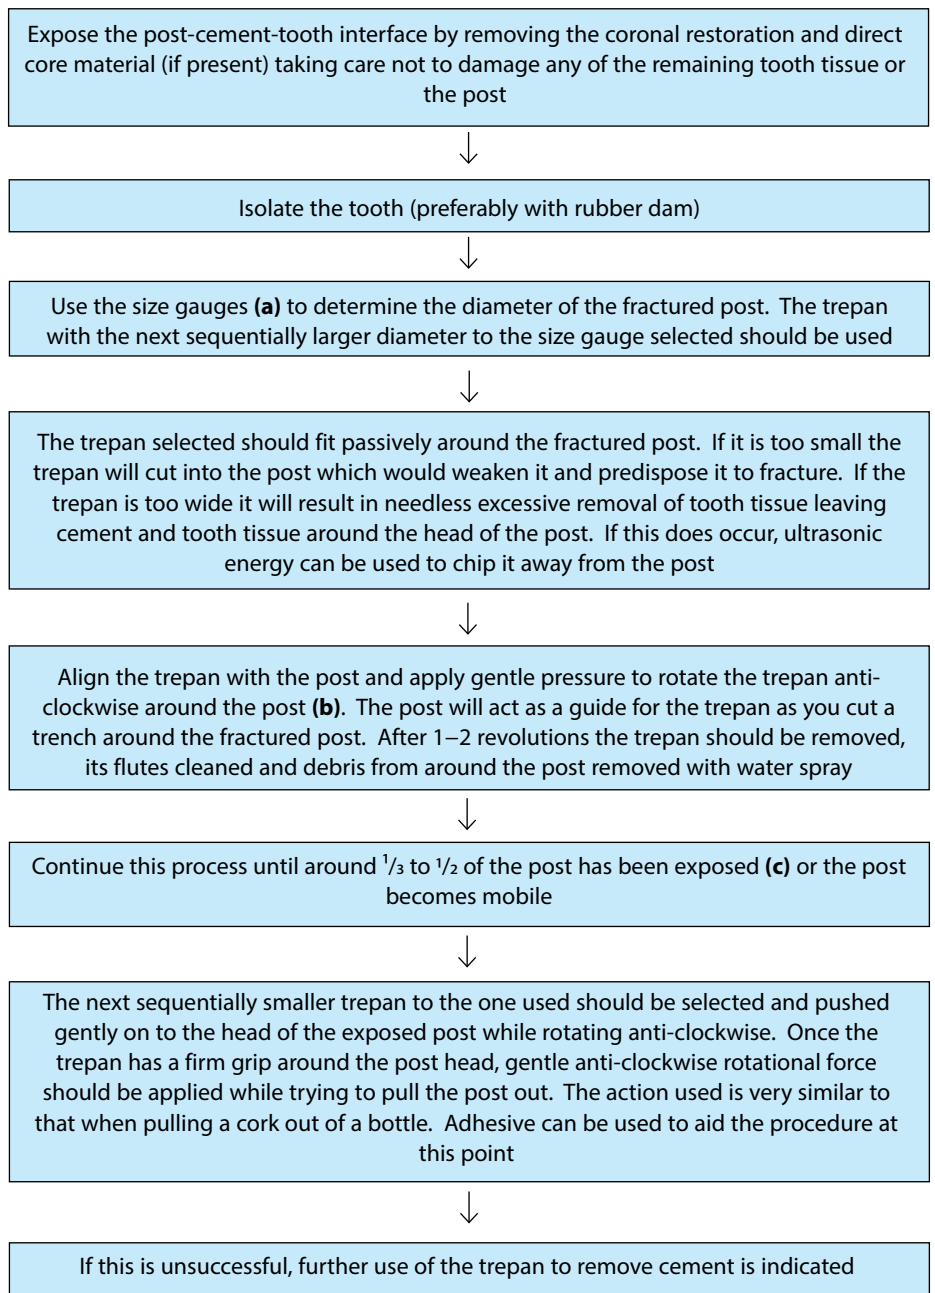 Expose the post-cement-tooth interface by removing the coronal restoration and direct
core material (if present) taking care not to damage any of the remaining tooth tissue or
the post
Isolate the tooth (preferably with rubber dam)
Use the size gauges (a) to determine the diameter of the fractured post. The trepan
with the next sequentially larger diameter to the size gauge selected should be used
The trepan selected should fit passively around the fractured post. If it is too small the
trepan will cut into the post which would weaken it and predispose it to fracture. If the
trepan is too wide it will result in needless excessive removal of tooth tissue leaving
cement and tooth tissue around the head of the post. If this does occur, ultrasonic
energy can be used to chip it away from the post
Align the trepan with the post and apply gentle pressure to rotate the trepan anti-
clockwise around the post (b). The post will act as a guide for the trepan as you cut a
trench around the fractured post. After 1–2 revolutions the trepan should be removed,
its flutes cleaned and debris from around the post removed with water spray
Continue this process until around 1/3 to 1/2 of the post has been exposed (c) or the post
becomes mobile
The next sequentially smaller trepan to the one used should be selected and pushed
gently on to the head of the exposed post while rotating anti-clockwise. Once the
trepan has a firm grip around the post head, gentle anti-clockwise rotational force
should be applied while trying to pull the post out. The action used is very similar to
that when pulling a cork out of a bottle. Adhesive can be used to aid the procedure at
this point
If this is unsuccessful, further use of the trepan to remove cement is indicated